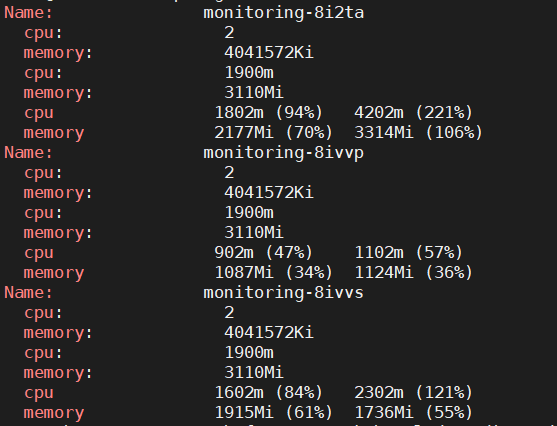 Name: monitoring-8i2ta
cpu: 2
memory: 4041572Ki
cpu: 1900m
memory: 3110Mi
cpu 1802m (94%) 4202m (221%)
memory 2177Mi (70%) 3314Mi (106%)
Name: monitoring-8ivvp
cpu: 2
memory: 4041572Ki
cpu: 1900m
memory: 3110Mi
cpu 902m (47%) 1102m (57%)
memory 1087Mi (34%) 1124Mi (36%)
Name: monitoring-8ivvs
cpu: 2
memory: 4041572Ki
cpu: 1900m
memory: 3110Mi
cpu 1602m (84%) 2302m (121%)
memory 1915Mi (61%) 1736Mi (55%)